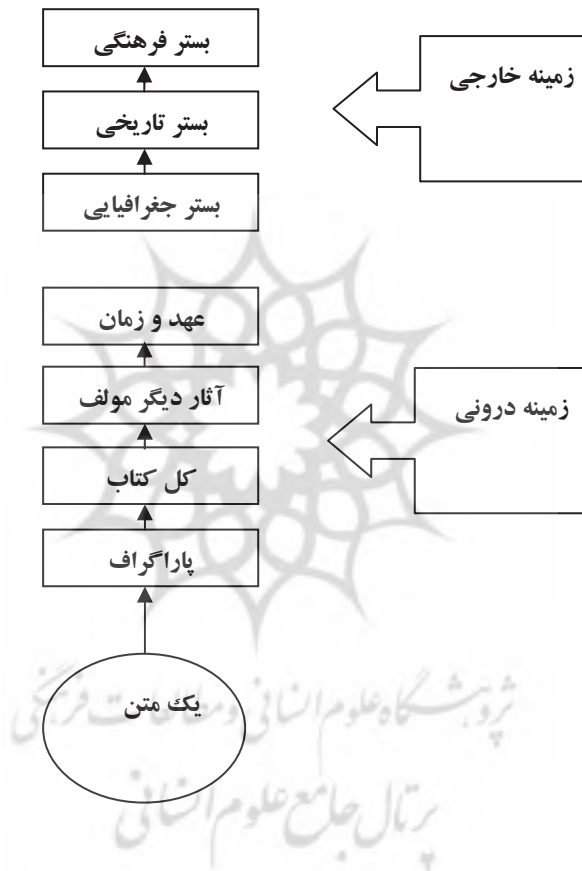 بستر فرهنگی
زمینه خارجی
بستر تاریخی
بستر جغرافیایی
عهد و زمان
آثار دیگر مولف
زمینه درونی
کل کتاب
پاراگراف
یک متن
پژوهشگاه علوم انسانی و مطالعات فرهنگی
پرتال جامع علوم انسانی